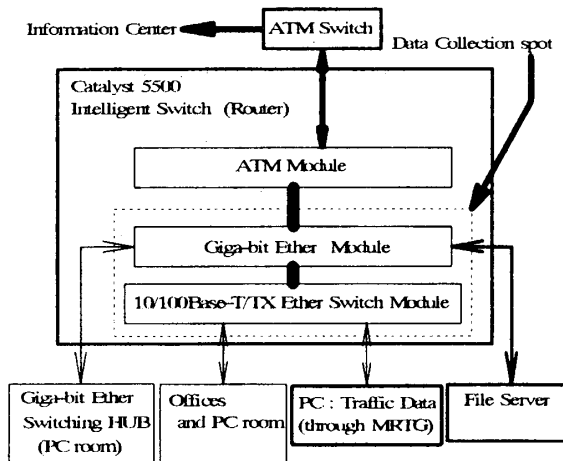 Information Center
ATM Switch
Data Collection spot
Catalyst 5500
Intelligent Switch (Router)
ATM Module
Giga-bit Ether Module
10/100Base-T/TX Ether Switch Module
Giga-bit Ether
Switching HUB
(PC room)
Offices
and PC room
PC : Traffic Data
(through MRTG)
File Server